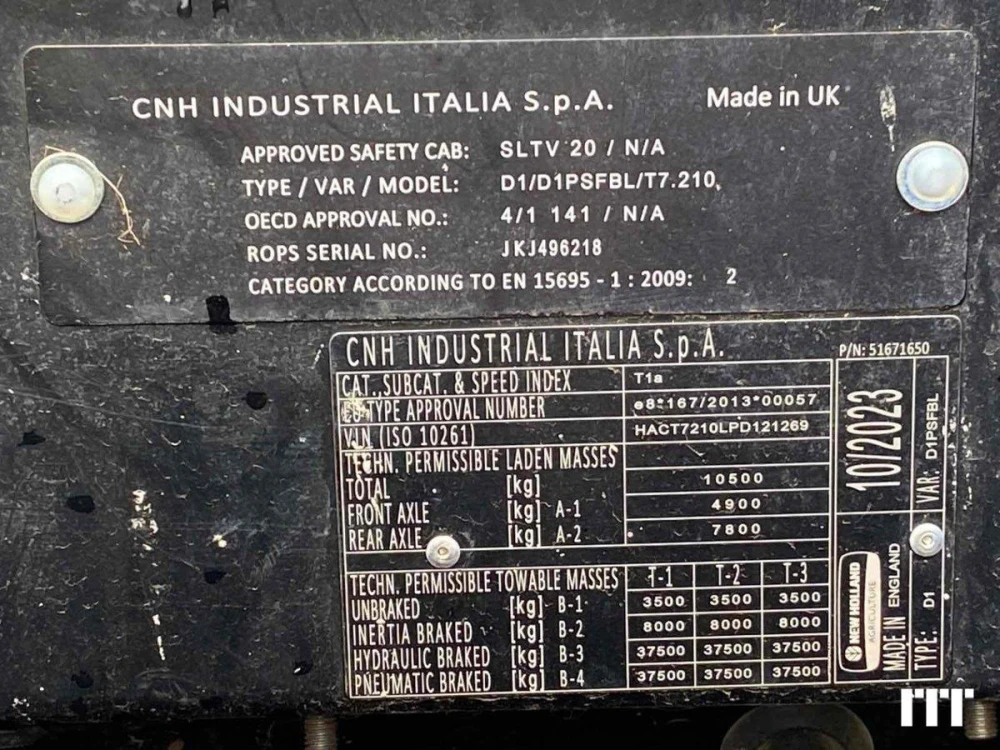 CNH INDUSTRIAL ITALIA S.p.A. Made in UK
APPROVED SAFETY CAB: SLTV 20 / N/A
TYPE / VAR / MODEL: D1/D1PSFBL/T7.210,
OECD APPROVAL NO.: 4/1 141 / N/A
ROPS SERIAL NO.: JKJ496218
CATEGORY ACCORDING TO EN 15695 - 1 : 2009: 2
CNH INDUSTRIAL ITALIA S.p.A. P/N: 51671650
CAT.,SUBCAT. & SPEED INDEX T1a
TYPE APPROVAL NUMBER e8*167/2013*00057
V.I.N. (ISO 10261) HACT7210LPD121269
TECHN. PERMISSIBLE LADEN MASSES
TOTAL [kg] 10500
FRONT AXLE [kg] A-1 4900
REAR AXLE [kg] A-2 7800
TECHN. PERMISSIBLE TOWABLE MASSES T-1 T-2 T-3
UNBRAKED [kg] B-1 3500 3500 3500
INERTIA BRAKED [kg] B-2 8000 8000 8000
HYDRAULIC BRAKED [kg] B-3 37500 37500 37500
PNEUMATIC BRAKED [kg] B-4 37500 37500 37500
10/2023
VAR: D1PSFBL
NEW HOLLAND
AGRICULTURE
MADE IN ENGLAND
TYPE: D1